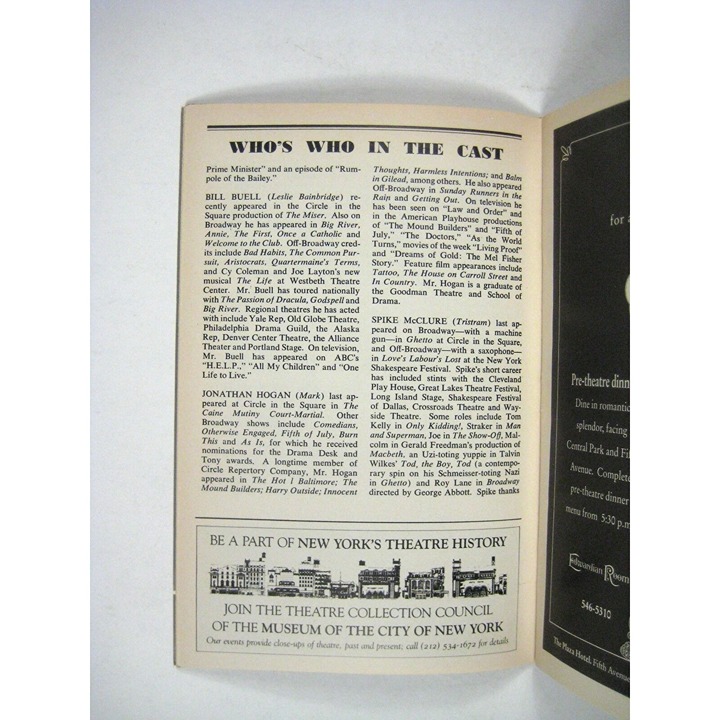 WHO'S WHO IN THE CAST
Prime Minister" and an episode of "Rum-
pole of the Bailey."
BILL BUELL (Leslie Bainbridge) re-
cently appeared in the Circle in the
Square production of The Miser. Also on
Broadway he has appeared in Big River,
Annie, The First, Once a Catholic and
Welcome to the Club. Off-Broadway cred-
its include Bad Habits, The Common Pur-
suit, Aristocrats, Quartermaine's Terms,
and Cy Coleman and Joe Layton's new
musical The Life at Westbeth Theatre
Center. Mr. Buell has toured nationally
with The Passion of Dracula, Godspell and
Big River. Regional theatres he has acted
with include Yale Rep, Old Globe Theatre,
Philadelphia Drama Guild, the Alaska
Rep, Denver Center Theatre, the Alliance
Theater and Portland Stage. On television,
Mr. Buell has appeared on ABC's
"H.E.L.P.," "All My Children" and "One
Life to Live."
JONATHAN HOGAN (Mark) last ap-
peared at Circle in the Square in The
Caine Mutiny Court-Martial. Other
Broadway shows include Comedians,
Otherwise Engaged, Fifth of July, Burn
This and As Is, for which he received
nominations for the Drama Desk and
Tony awards. A longtime member of
Circle Repertory Company, Mr. Hogan
appeared in The Hot l Baltimore; The
Mound Builders; Harry Outside; Innocent
Thoughts, Harmless Intentions; and Balm
in Gilead, among others. He also appeared
Off-Broadway in Sunday Runners in the
Rain and Getting Out. On television he
has been seen on "Law and Order" and
in the American Playhouse productions
of "The Mound Builders" and "Fifth of
July," "The Doctors," "As the World
Turns," movies of the week "Living Proof"
and "Dreams of Gold: The Mel Fisher
Story." Feature film appearances include
Tattoo, The House on Carroll Street and
In Country. Mr. Hogan is a graduate of
the Goodman Theatre and School of
Drama.
SPIKE McCLURE (Tristram) last ap-
peared on Broadway—with a machine
gun—in Ghetto at Circle in the Square,
and Off-Broadway—with a saxophone—
in Love's Labour's Lost at the New York
Shakespeare Festival. Spike's short career
has included stints with the Cleveland
Play House, Great Lakes Theatre Festival,
Long Island Stage, Shakespeare Festival
of Dallas, Crossroads Theatre and Way-
side Theatre. Some roles include Tom
Kelly in Only Kidding!, Straker in Man
and Superman, Joe in The Show-Off, Mal-
colm in Gerald Freedman's production of
Macbeth, an Uzi-toting yuppie in Talvin
Wilkes' Tod, the Boy, Tod (a contempo-
rary spin on his Schmeisser-toting Nazi
in Ghetto) and Roy Lane in Broadway
directed by George Abbott. Spike thanks
BE A PART OF NEW YORK'S THEATRE HISTORY
JOIN THE THEATRE COLLECTION COUNCIL
OF THE MUSEUM OF THE CITY OF NEW YORK
Our events provide close-ups of theatre, past and present; call (212) 534-1672 for details
for a
Pre-theatre dinn
Dine in romantic
splendor, facing
Central Park and Fif
Avenue. Complete
pre-theatre dinner
menu from 5:30 p.m
Edwardian Room
546-5310
The Plaza Hotel, Fifth Avenue